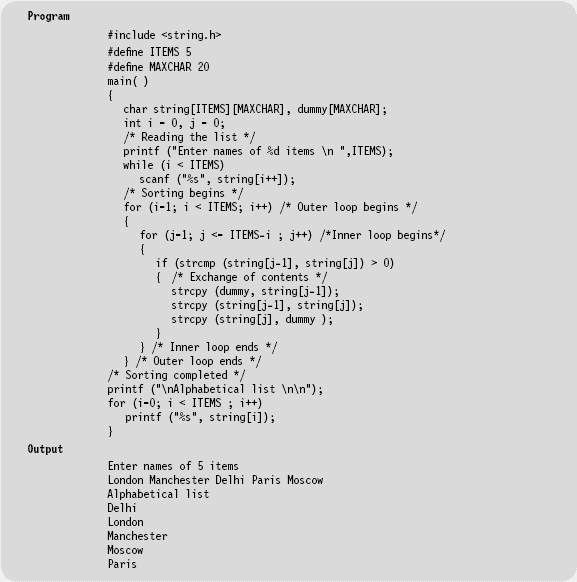 Program
#include <string.h>
#define ITEMS 5
#define MAXCHAR 20
main( )
{
char string[ITEMS][MAXCHAR], dummy[MAXCHAR];
int i = 0, j = 0;
/* Reading the list */
printf ("Enter names of %d items \n ",ITEMS);
while (i < ITEMS)
scanf ("%s", string[i++]);
/* Sorting begins */
for (i=1; i < ITEMS; i++) /* Outer loop begins */
{
for (j=1; j <= ITEMS-i ; j++) /*Inner loop begins*/
{
if (strcmp (string[j-1], string[j]) > 0)
{ /* Exchange of contents */
strcpy (dummy, string[j-1]);
strcpy (string[j-1], string[j]);
strcpy (string[j], dummy );
}
} /* Inner loop ends */
} /* Outer loop ends */
/* Sorting completed */
printf ("\nAlphabetical list \n\n");
for (i=0; i < ITEMS ; i++)
printf ("%s", string[i]);
}
Output
Enter names of 5 items
London Manchester Delhi Paris Moscow
Alphabetical list
Delhi
London
Manchester
Moscow
Paris